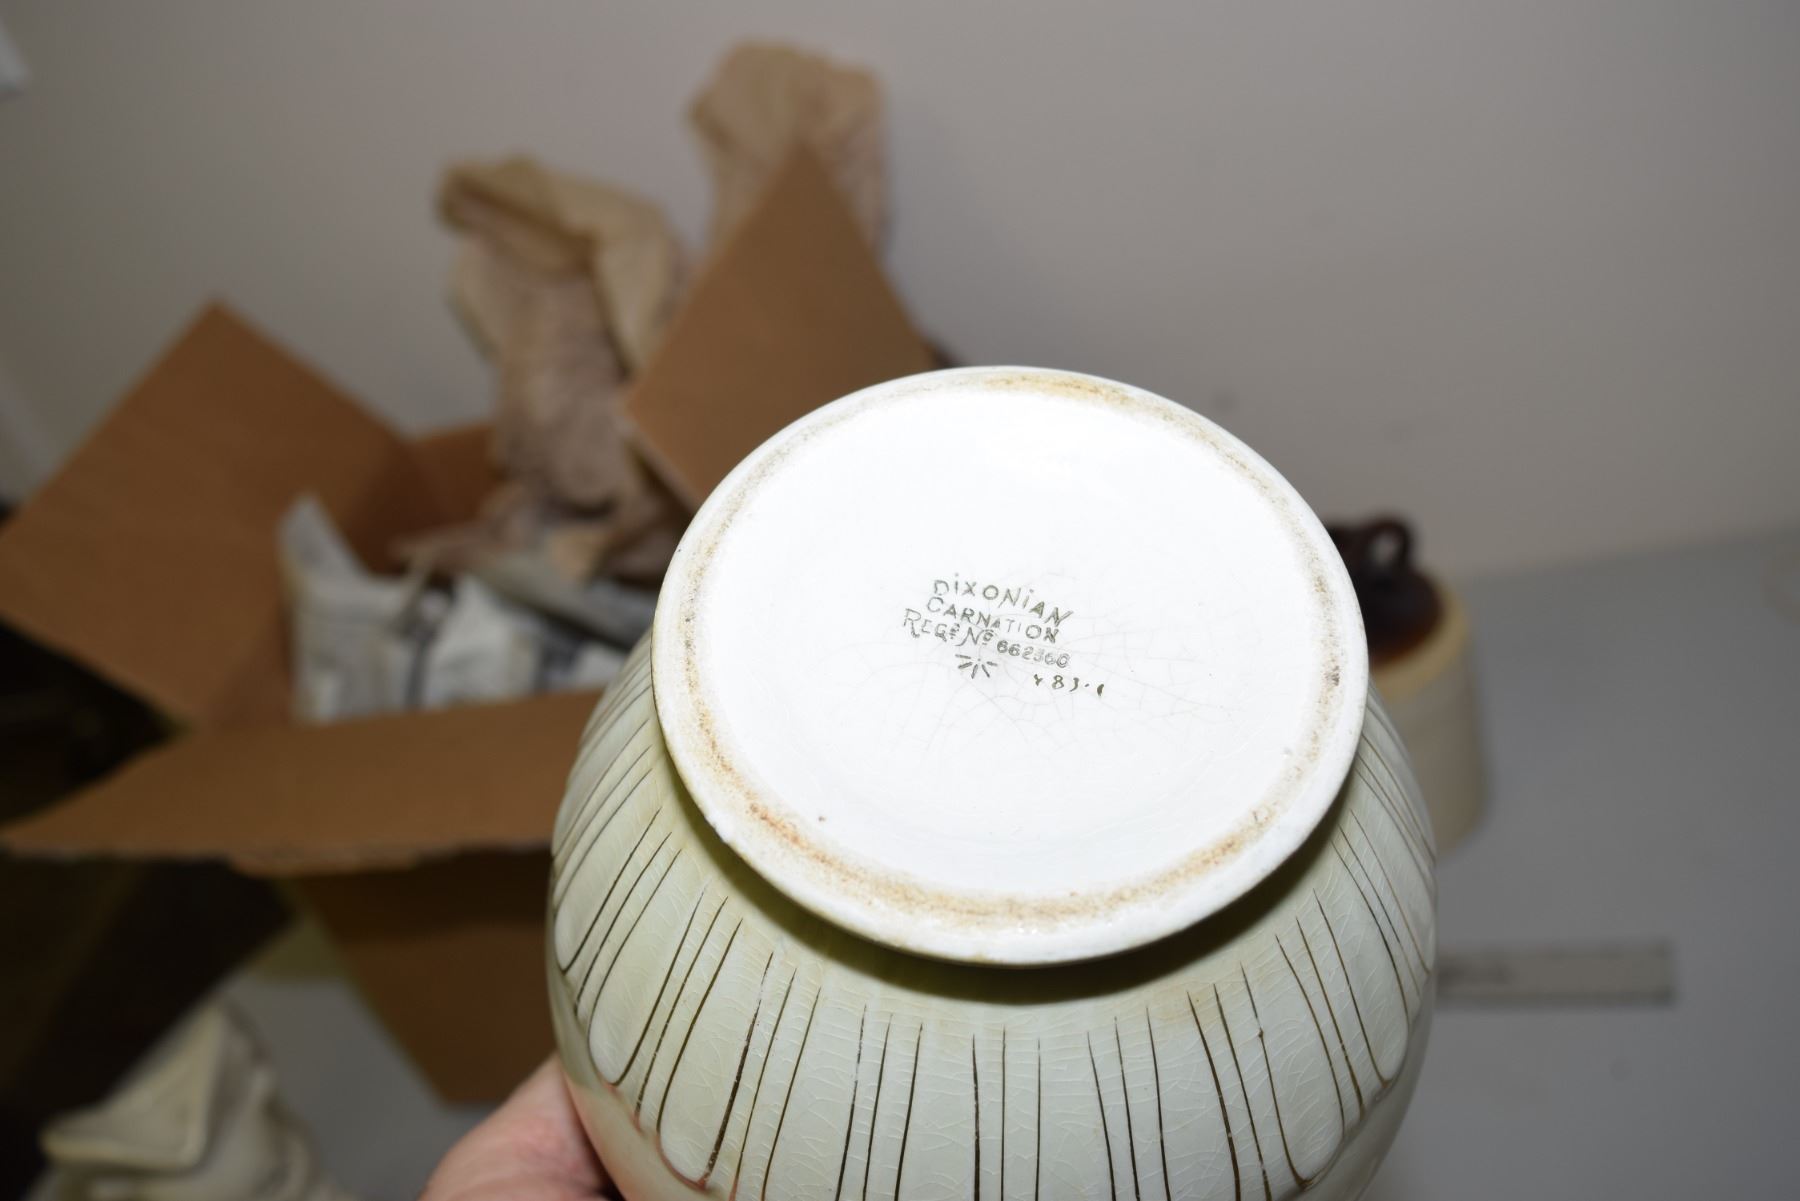 DiXONiAN
CARNATION
REGD. No 662360